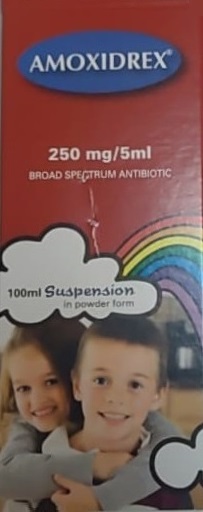 AMOXIDREX®
250 mg/5ml
BROAD SPECTRUM ANTIBIOTIC
100ml Suspension
in powder form